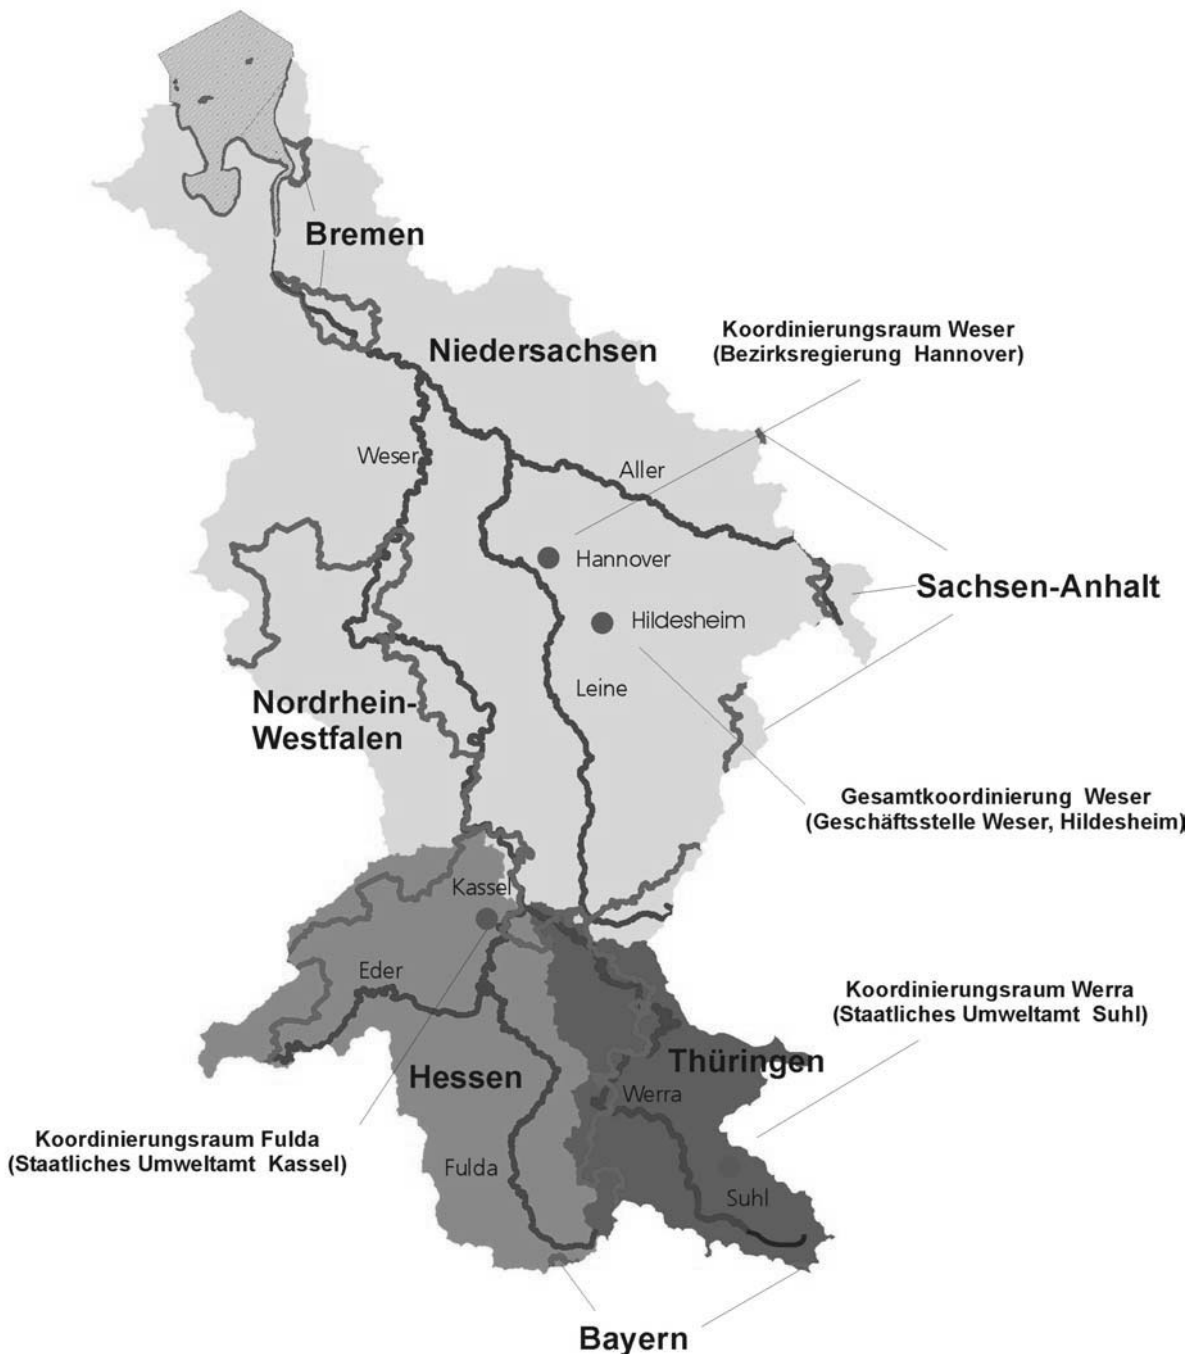 Bremen
Niedersachsen
Koordinierungsraum Weser
(Bezirksregierung Hannover)
Weser
Aller
Hannover
Sachsen-Anhalt
Hildesheim
Leine
Nordrhein-
Westfalen
Gesamtkoordinierung Weser
(Geschäftsstelle Weser, Hildesheim)
Kassel
Eder
Koordinierungsraum Werra
(Staatliches Umweltamt Suhl)
Thüringen
Hessen
Werra
Koordinierungsraum Fulda
(Staatliches Umweltamt Kassel)
Fulda
Suhl
Bayern